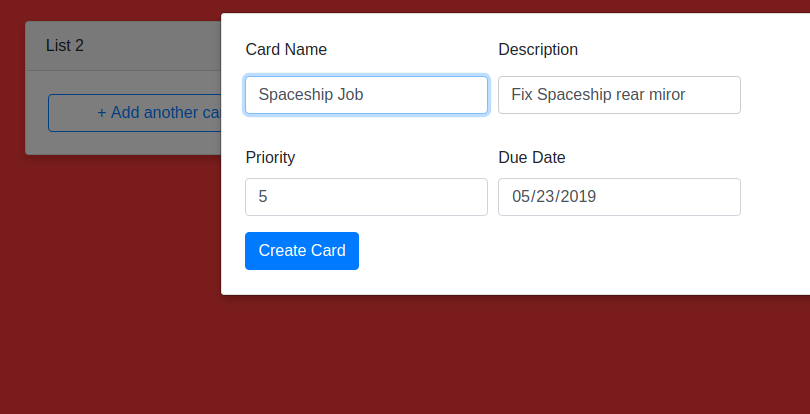 List 2
+ Add another
Card Name
Description
Spaceship Job
Fix Spaceship rear miror
Priority
Due Date
5
05/23/2019
Create Card